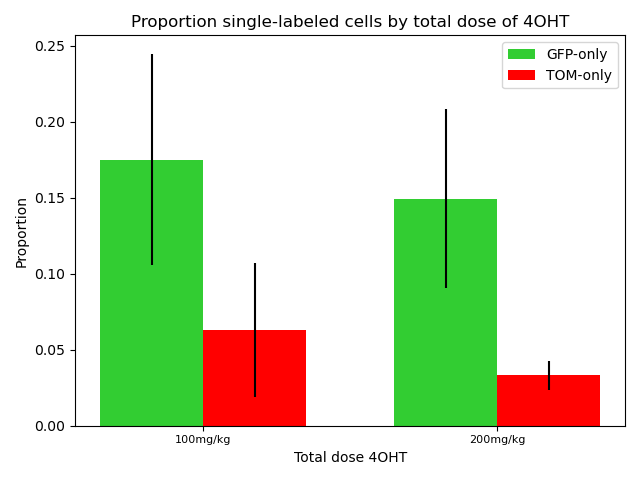 Proportion single-labeled cells by total dose of 4OHT
GFP-only
TOM-only
0.25
0.20
0.15
0.10
0.05
0.00
Proportion
100mg/kg
200mg/kg
Total dose 4OHT